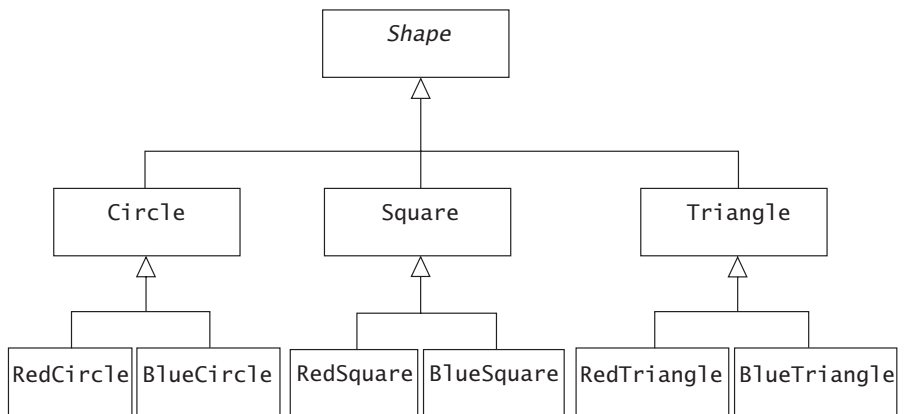 Shape
Circle Square Triangle
RedCircle BlueCircle RedSquare BlueSquare RedTriangle BlueTriangle